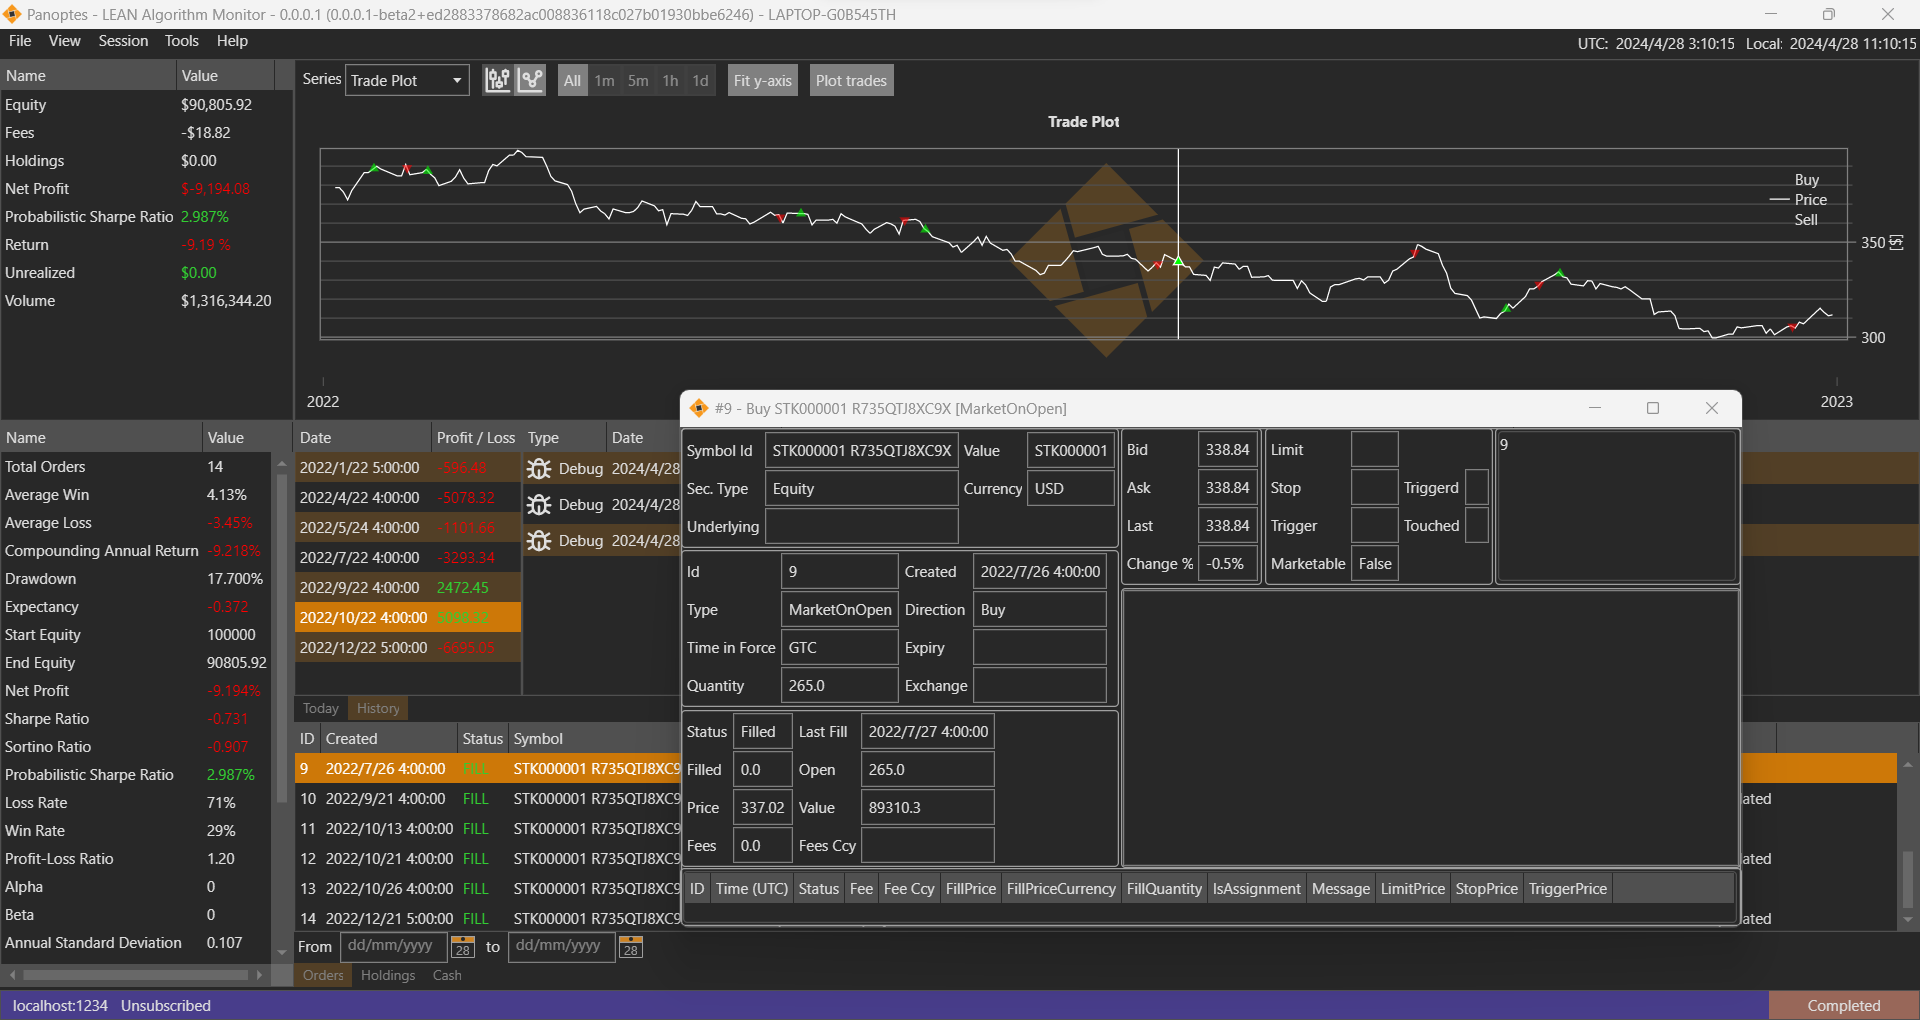 Panoptes - LEAN Algorithm Monitor - 0.0.0.1 (0.0.0.1-beta2+ed2883378682ac008836118c027b01930bbe6246) - LAPTOP-G0B545TH
File View Session Tools Help
UTC: 2024/4/28 3:10:15 Local: 2024/4/28 11:10:15
Name Value
Equity $90,805.92
Fees -$18.82
Holdings $0.00
Net Profit $-9,194.08
Probabilistic Sharpe Ratio 2.987%
Return -9.19 %
Unrealized $0.00
Volume $1,316,344.20
Series Trade Plot All 1m 5m 1h 1d Fit y-axis Plot trades
Trade Plot
Buy
Price
Sell
350 [$]
300
2022
2023
Name Value
Total Orders 14
Average Win 4.13%
Average Loss -3.45%
Compounding Annual Return -9.218%
Drawdown 17.700%
Expectancy -0.372
Start Equity 100000
End Equity 90805.92
Net Profit -9.194%
Sharpe Ratio -0.731
Sortino Ratio -0.907
Probabilistic Sharpe Ratio 2.987%
Loss Rate 71%
Win Rate 29%
Profit-Loss Ratio 1.20
Alpha 0
Beta 0
Annual Standard Deviation 0.107
Date Profit / Loss
2022/1/22 5:00:00 -596.48
2022/4/22 4:00:00 -5078.32
2022/5/24 4:00:00 -1101.66
2022/7/22 4:00:00 -3293.34
2022/9/22 4:00:00 2472.45
2022/10/22 4:00:00 5098.32
2022/12/22 5:00:00 -6695.05
Type Date
Debug 2024/4/28
Debug 2024/4/28
Debug 2024/4/28
Today History
ID Created Status Symbol
9 2022/7/26 4:00:00 FILL STK000001 R735QTJ8XC9
10 2022/9/21 4:00:00 FILL STK000001 R735QTJ8XC9
11 2022/10/13 4:00:00 FILL STK000001 R735QTJ8XC9
12 2022/10/21 4:00:00 FILL STK000001 R735QTJ8XC9
13 2022/10/26 4:00:00 FILL STK000001 R735QTJ8XC9
14 2022/12/21 5:00:00 FILL STK000001 R735QTJ8XC9
ated
ated
ated
From dd/mm/yyyy 28 to dd/mm/yyyy 28
Orders Holdings Cash
#9 - Buy STK000001 R735QTJ8XC9X [MarketOnOpen]
Symbol Id STK000001 R735QTJ8XC9X Value STK000001
Sec. Type Equity Currency USD
Underlying
Bid 338.84
Ask 338.84
Last 338.84
Change % -0.5%
Limit
Stop Triggerd
Trigger Touched
Marketable False
9
Id 9 Created 2022/7/26 4:00:00
Type MarketOnOpen Direction Buy
Time in Force GTC Expiry
Quantity 265.0 Exchange
Status Filled Last Fill 2022/7/27 4:00:00
Filled 0.0 Open 265.0
Price 337.02 Value 89310.3
Fees 0.0 Fees Ccy
ID Time (UTC) Status Fee Fee Ccy FillPrice FillPriceCurrency FillQuantity IsAssignment Message LimitPrice StopPrice TriggerPrice
localhost:1234 Unsubscribed
Completed